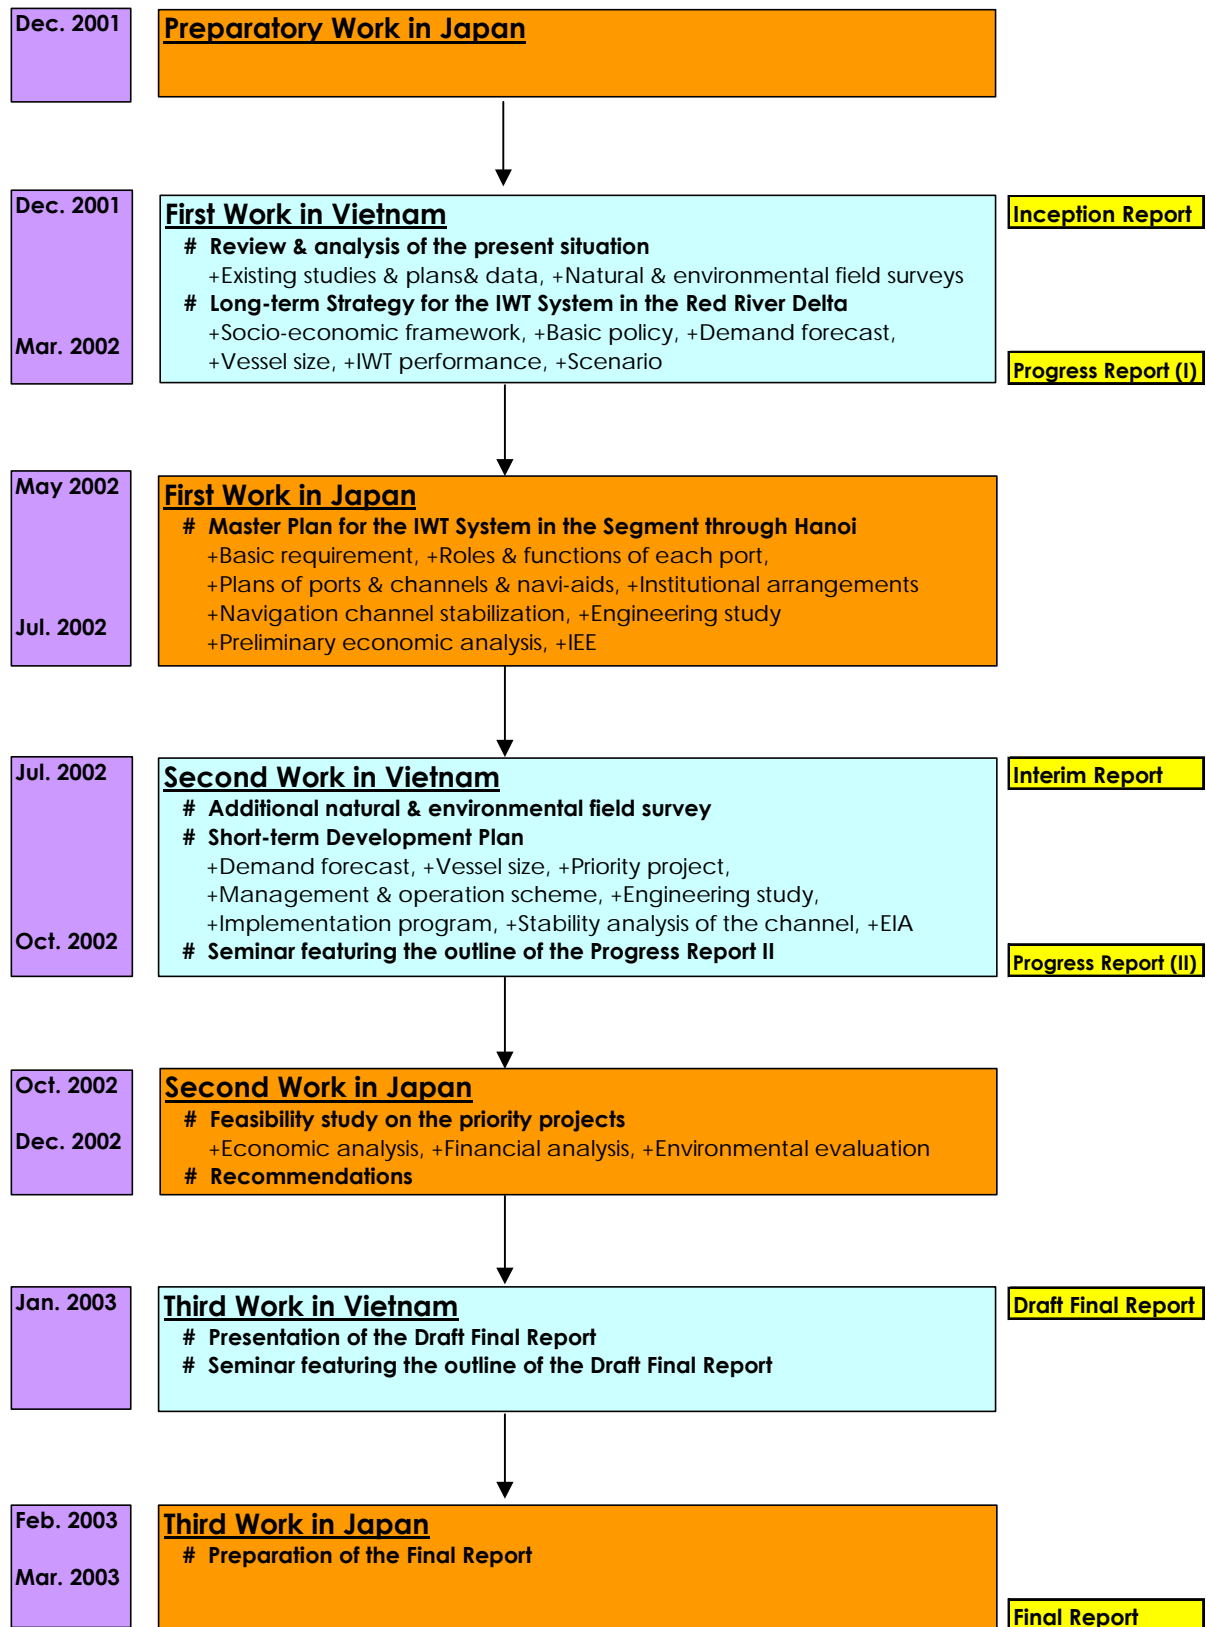 Dec. 2001
Preparatory Work in Japan
Dec. 2001
First Work in Vietnam
Inception Report
# Review & analysis of the present situation
+Existing studies & plans& data, +Natural & environmental field surveys
# Long-term Strategy for the IWT System in the Red River Delta
+Socio-economic framework, +Basic policy, +Demand forecast,
Mar. 2002
+Vessel size, +IWT performance, +Scenario
Progress Report (I)
May 2002
First Work in Japan
# Master Plan for the IWT System in the Segment through Hanoi
+Basic requirement, +Roles & functions of each port,
+Plans of ports & channels & navi-aids, +Institutional arrangements
+Navigation channel stabilization, +Engineering study
Jul. 2002
+Preliminary economic analysis, +IEE
Jul. 2002
Second Work in Vietnam
Interim Report
# Additional natural & environmental field survey
# Short-term Development Plan
+Demand forecast, +Vessel size, +Priority project,
+Management & operation scheme, +Engineering study,
+Implementation program, +Stability analysis of the channel, +EIA
Oct. 2002
# Seminar featuring the outline of the Progress Report II
Progress Report (II)
Oct. 2002
Second Work in Japan
# Feasibility study on the priority projects
Dec. 2002
+Economic analysis, +Financial analysis, +Environmental evaluation
# Recommendations
Jan. 2003
Third Work in Vietnam
Draft Final Report
# Presentation of the Draft Final Report
# Seminar featuring the outline of the Draft Final Report
Feb. 2003
Third Work in Japan
# Preparation of the Final Report
Mar. 2003
Final Report